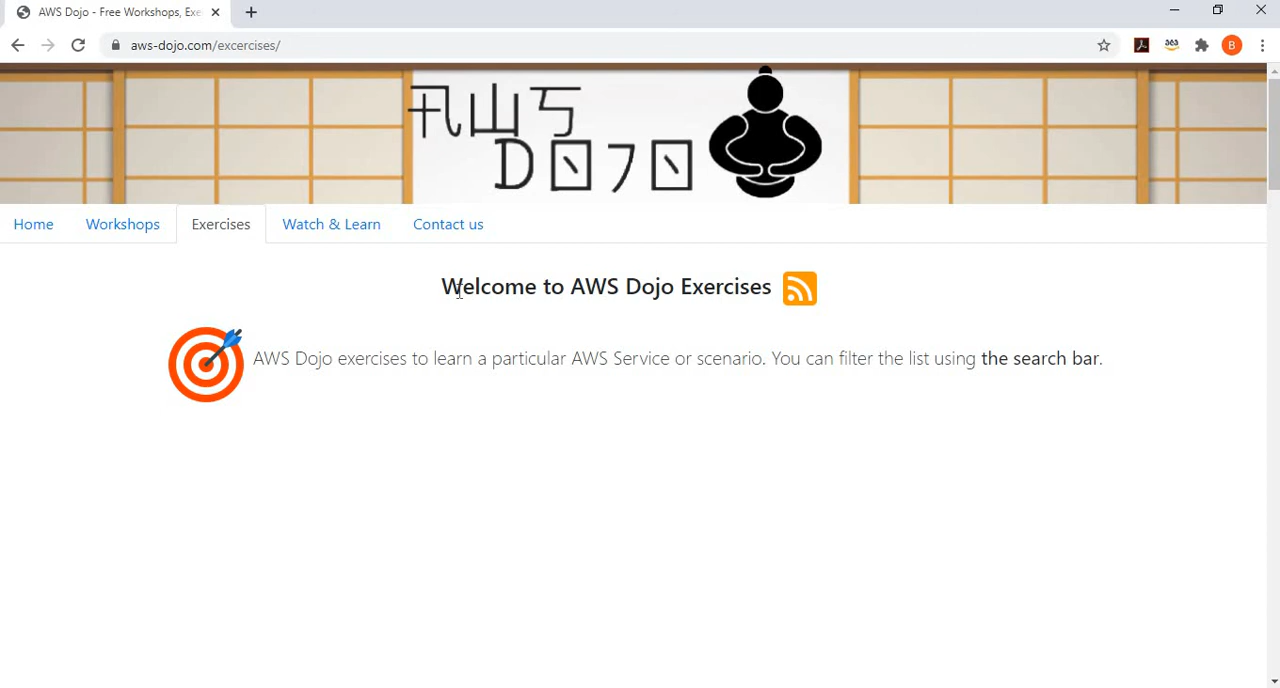 AWS Dojo - Free Workshops, Exe
aws-dojo.com/excercises/
B
AWS
DOJO
Home Workshops Exercises Watch & Learn Contact us
Welcome to AWS Dojo Exercises
AWS Dojo exercises to learn a particular AWS Service or scenario. You can filter the list using the search bar.